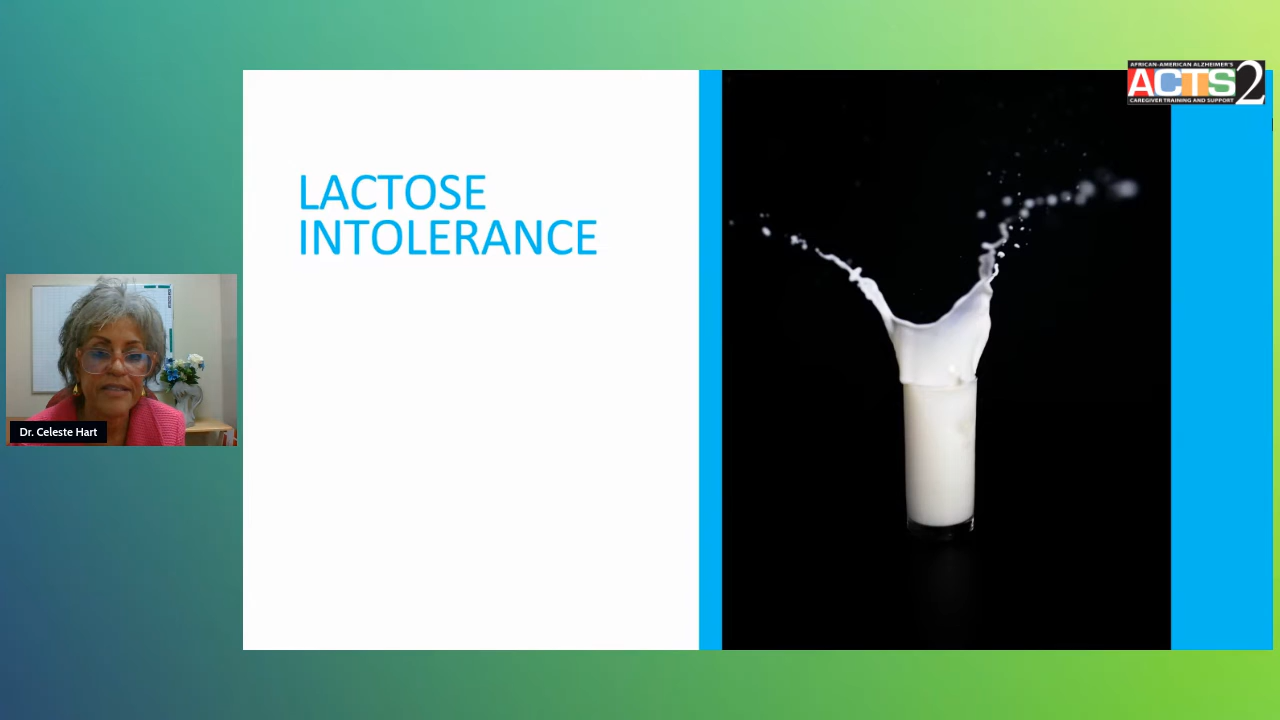 AFRICAN-AMERICAN ALZHEIMER'S
ACTS2
CAREGIVER TRAINING AND SUPPORT
LACTOSE
INTOLERANCE
Dr. Celeste Hart